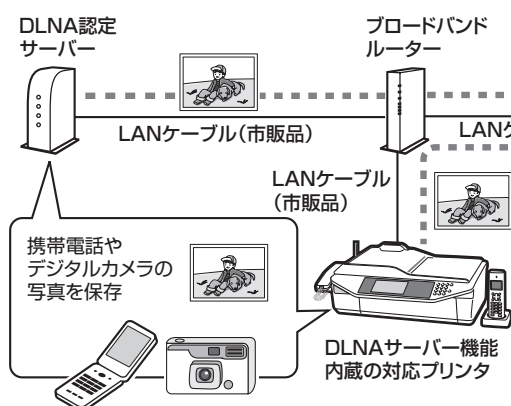 DLNA認定
サーバー
ブロードバンド
ルーター
LANケーブル（市販品）
LANケ
LANケーブル
（市販品）
携帯電話や
デジタルカメラの
写真を保存
DLNAサーバー機能
内蔵の対応プリンタ